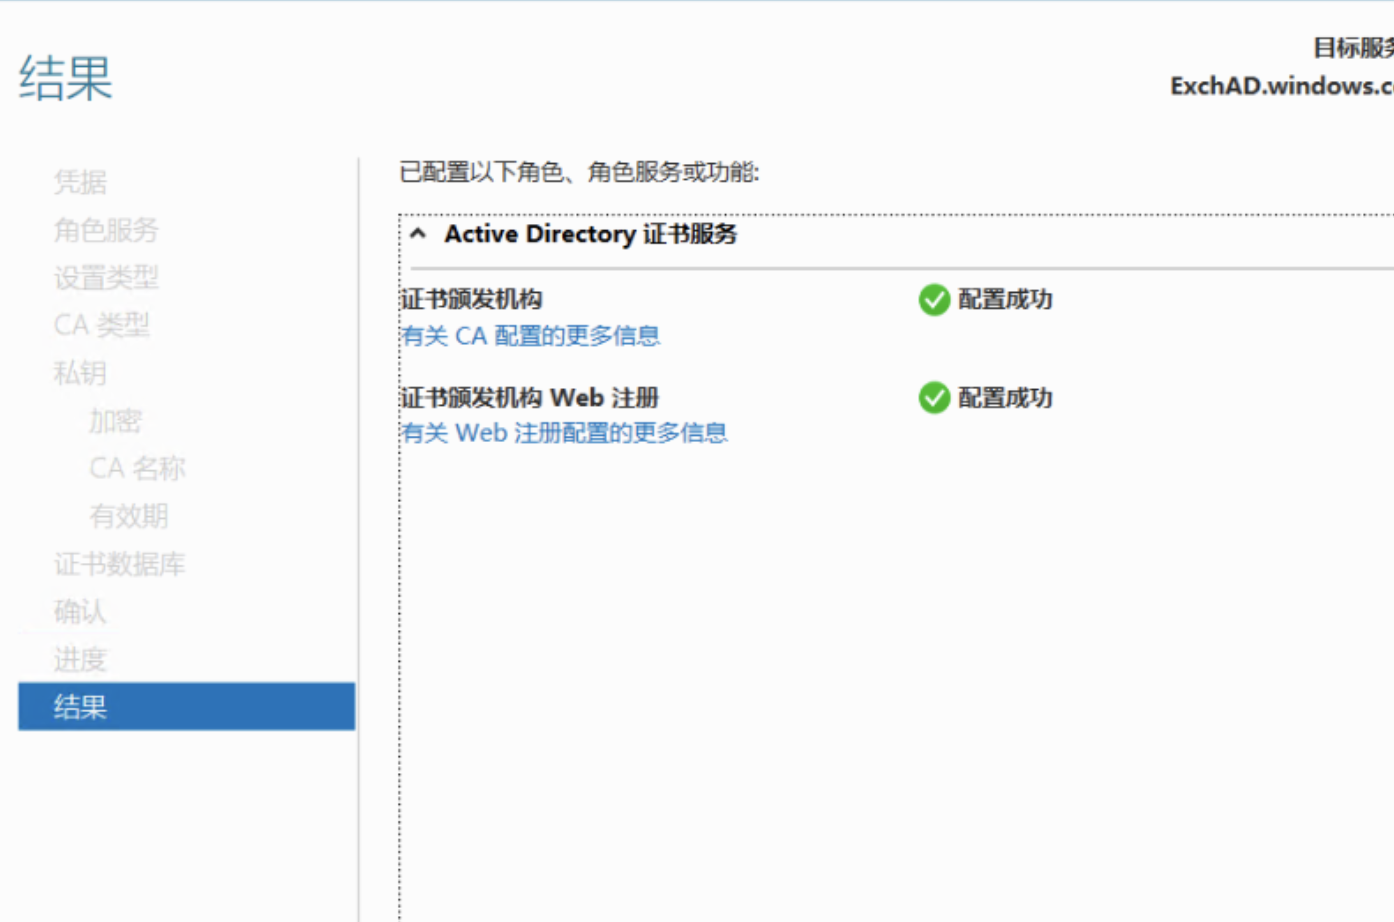 结果
目标服
ExchAD.windows.c
凭据
角色服务
设置类型
CA 类型
私钥
加密
CA 名称
有效期
证书数据库
确认
进度
结果
已配置以下角色、角色服务或功能:
Active Directory 证书服务
证书颁发机构
配置成功
有关 CA 配置的更多信息
证书颁发机构 Web 注册
配置成功
有关 Web 注册配置的更多信息